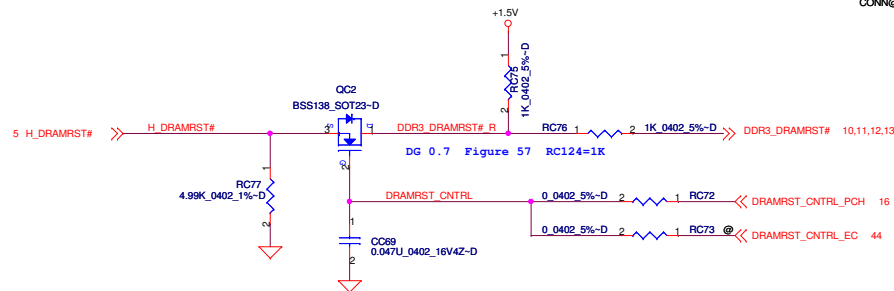 CONN@
+1.5V
1
RC75
1K_0402_5%~D
2
QC2
BSS138_SOT23~D
5 H_DRAMRST#
H_DRAMRST#
3
S
D
1
DDR3_DRAMRST#_R
RC76 1
2 1K_0402_5%~D
DDR3_DRAMRST# 10,11,12,13
G
2
DG 0.7 Figure 57 RC124=1K
1
RC77
4.99K_0402_1%~D
2
DRAMRST_CNTRL
0_0402_5%~D 2
1 RC72
DRAMRST_CNTRL_PCH 16
0_0402_5%~D 2
1 RC73 @
DRAMRST_CNTRL_EC 44
1
CC69
0.047U_0402_16V4Z~D
2